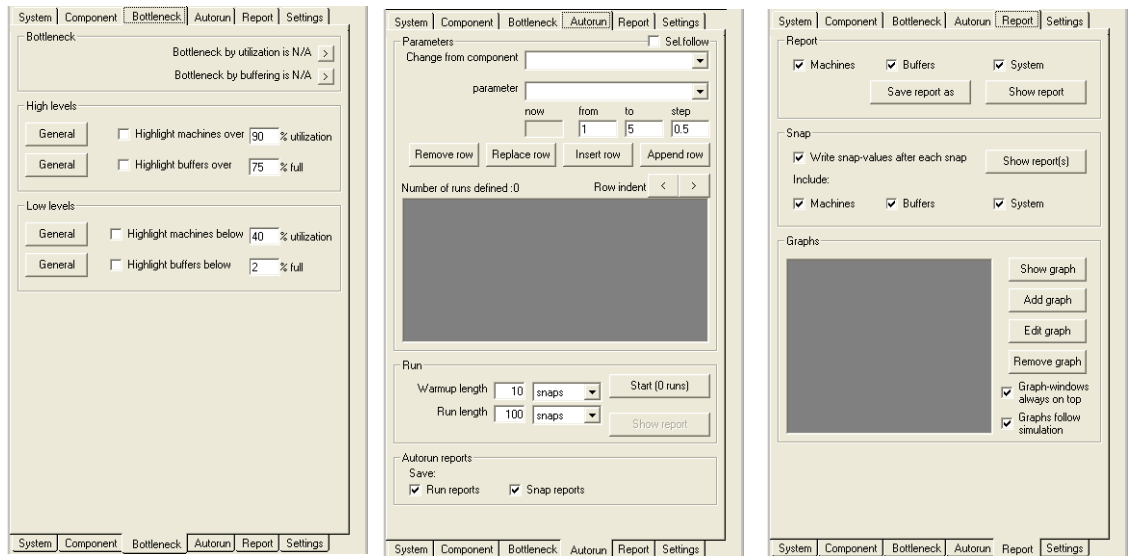 System Component Bottleneck Autorun Report Settings
Bottleneck
Bottleneck by utilization is N/A >
Bottleneck by buffering is N/A >
High levels
General Highlight machines over 90 % utilization
General Highlight buffers over 75 % full
Low levels
General Highlight machines below 40 % utilization
General Highlight buffers below 2 % full
System Component Bottleneck Autorun Report Settings
System Component Bottleneck Autorun Report Settings
Parameters Sel.follow
Change from component
parameter
now from to step
1 5 0.5
Remove row Replace row Insert row Append row
Number of runs defined :0 Row indent < >
Run
Warmup length 10 snaps Start (0 runs)
Run length 100 snaps
Show report
Autorun reports
Save:
Run reports Snap reports
System Component Bottleneck Autorun Report Settings
System Component Bottleneck Autorun Report Settings
Report
Machines Buffers System
Save report as Show report
Snap
Write snap-values after each snap Show report(s)
Include:
Machines Buffers System
Graphs
Show graph
Add graph
Edit graph
Remove graph
Graph-windows
always on top
Graphs follow
simulation
System Component Bottleneck Autorun Report Settings